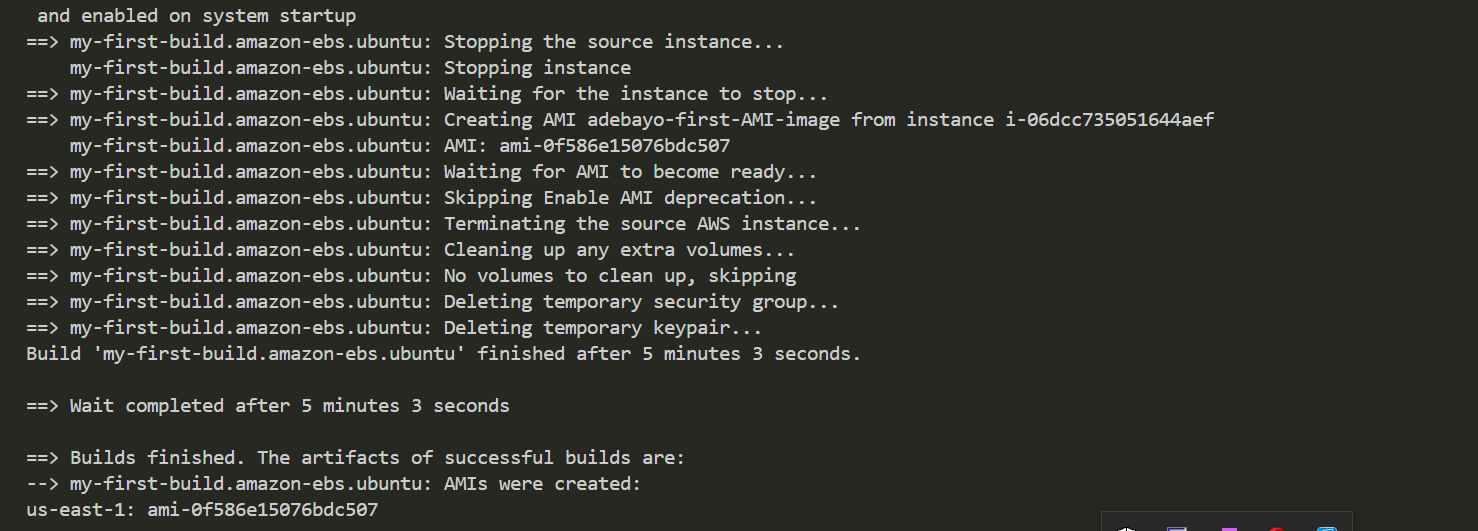 and enabled on system startup
==> my-first-build.amazon-ebs.ubuntu: Stopping the source instance...
    my-first-build.amazon-ebs.ubuntu: Stopping instance
==> my-first-build.amazon-ebs.ubuntu: Waiting for the instance to stop...
==> my-first-build.amazon-ebs.ubuntu: Creating AMI adebayo-first-AMI-image from instance i-06dcc735051644aef
    my-first-build.amazon-ebs.ubuntu: AMI: ami-0f586e15076bdc507
==> my-first-build.amazon-ebs.ubuntu: Waiting for AMI to become ready...
==> my-first-build.amazon-ebs.ubuntu: Skipping Enable AMI deprecation...
==> my-first-build.amazon-ebs.ubuntu: Terminating the source AWS instance...
==> my-first-build.amazon-ebs.ubuntu: Cleaning up any extra volumes...
==> my-first-build.amazon-ebs.ubuntu: No volumes to clean up, skipping
==> my-first-build.amazon-ebs.ubuntu: Deleting temporary security group...
==> my-first-build.amazon-ebs.ubuntu: Deleting temporary keypair...
Build 'my-first-build.amazon-ebs.ubuntu' finished after 5 minutes 3 seconds.
==> Wait completed after 5 minutes 3 seconds
==> Builds finished. The artifacts of successful builds are:
--> my-first-build.amazon-ebs.ubuntu: AMIs were created:
us-east-1: ami-0f586e15076bdc507